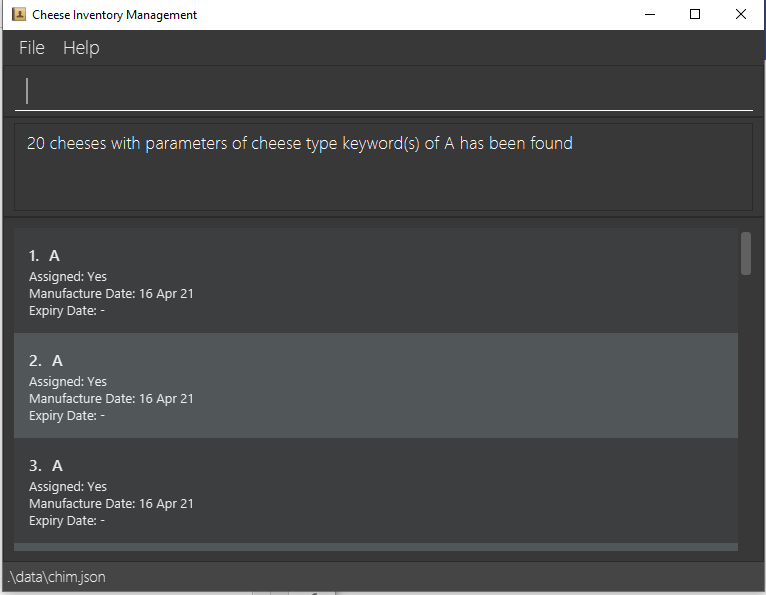 Cheese Inventory Management
File Help
20 cheeses with parameters of cheese type keyword(s) of A has been found
1. A
Assigned: Yes
Manufacture Date: 16 Apr 21
Expiry Date: -
2. A
Assigned: Yes
Manufacture Date: 16 Apr 21
Expiry Date: -
3. A
Assigned: Yes
Manufacture Date: 16 Apr 21
Expiry Date: -
.\data\chim.json